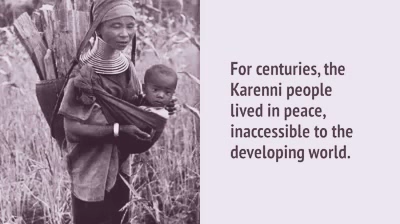 For centuries, the
Karenni people
lived in peace,
inaccessible to the
developing world.